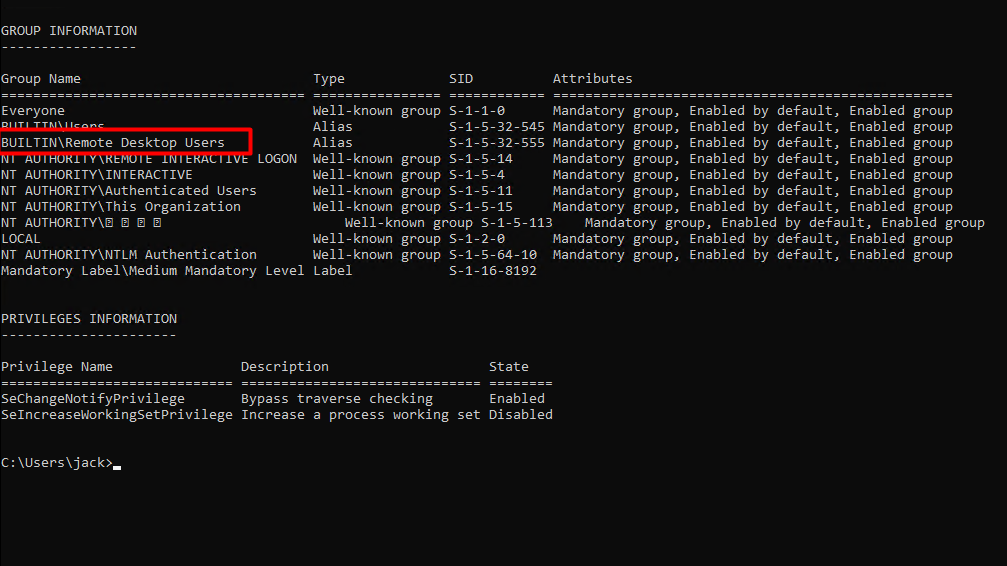 GROUP INFORMATION
-----------------
Group Name Type SID Attributes
====================================== ================ ============ ==================================================
Everyone Well-known group S-1-1-0 Mandatory group, Enabled by default, Enabled group
BUILTIN\Users Alias S-1-5-32-545 Mandatory group, Enabled by default, Enabled group
BUILTIN\Remote Desktop Users Alias S-1-5-32-555 Mandatory group, Enabled by default, Enabled group
NT AUTHORITY\REMOTE INTERACTIVE LOGON Well-known group S-1-5-14 Mandatory group, Enabled by default, Enabled group
NT AUTHORITY\INTERACTIVE Well-known group S-1-5-4 Mandatory group, Enabled by default, Enabled group
NT AUTHORITY\Authenticated Users Well-known group S-1-5-11 Mandatory group, Enabled by default, Enabled group
NT AUTHORITY\This Organization Well-known group S-1-5-15 Mandatory group, Enabled by default, Enabled group
NT AUTHORITY\ Well-known group S-1-5-113 Mandatory group, Enabled by default, Enabled group
LOCAL Well-known group S-1-2-0 Mandatory group, Enabled by default, Enabled group
NT AUTHORITY\NTLM Authentication Well-known group S-1-5-64-10 Mandatory group, Enabled by default, Enabled group
Mandatory Label\Medium Mandatory Level Label S-1-16-8192
PRIVILEGES INFORMATION
----------------------
Privilege Name Description State
============================= ============================== ========
SeChangeNotifyPrivilege Bypass traverse checking Enabled
SeIncreaseWorkingSetPrivilege Increase a process working set Disabled
C:\Users\jack>